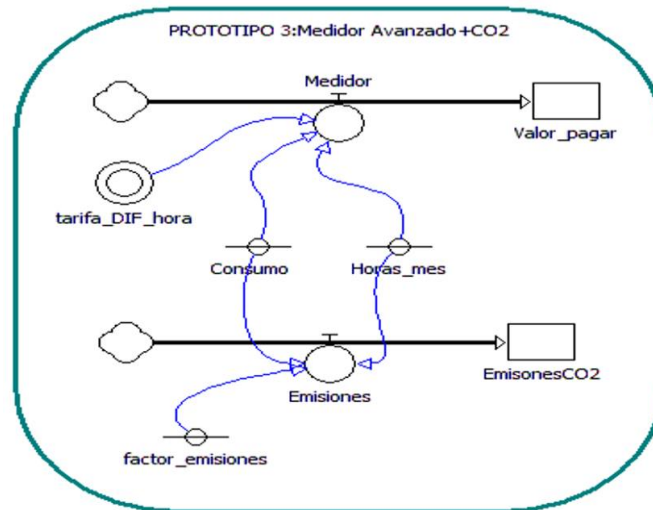 PROTOTIPO 3:Medidor Avanzado+CO2
Medidor
Valor_pagar
tarifa_DIF_hora
Consumo
Horas_mes
EmisonesCO2
Emisiones
factor_emisiones